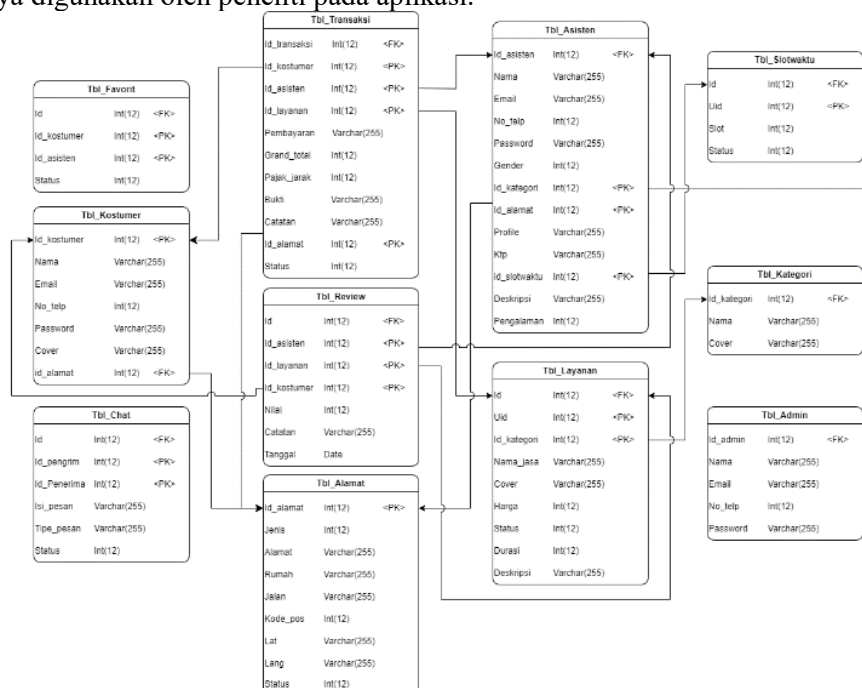 ya digunakan oleh peneliti pada aplikasi.
Tbl_Transaksi
Id_transaksi Int(12) <FK>
Id_kostumer Int(12) <PK>
Id_asisten Int(12) <PK>
Id_layanan Int(12) <PK>
Pembayaran Varchar(255)
Grand_total Int(12)
Pajak_jarak Int(12)
Bukti Varchar(255)
Catatan Varchar(255)
Id_alamat Int(12) <PK>
Status Int(12)
Tbl_Asisten
Id_asisten Int(12) <FK>
Nama Varchar(255)
Email Varchar(255)
No_telp Int(12)
Password Varchar(255)
Gender Int(12)
Id_kategori Int(12) <PK>
Id_alamat Int(12) <PK>
Profile Varchar(255)
Ktp Varchar(255)
id_slotwaktu Int(12) <PK>
Deskripsi Varchar(255)
Pengalaman Int(12)
Tbl_Slotwaktu
Id Int(12) <FK>
Uid Int(12) <PK>
Slot Int(12)
Status Int(12)
Tbl_Favorit
Id Int(12) <FK>
Id_kostumer Int(12) <PK>
Id_asisten Int(12) <PK>
Status Int(12)
Tbl_Kostumer
Id_kostumer Int(12) <PK>
Nama Varchar(255)
Email Varchar(255)
No_telp Int(12)
Password Varchar(255)
Cover Varchar(255)
id_alamat Int(12) <FK>
Tbl_Review
Id Int(12) <FK>
Id_asisten Int(12) <PK>
Id_layanan Int(12) <PK>
Id_kostumer Int(12) <PK>
Nilai Int(12)
Catatan Varchar(255)
Tanggal Date
Tbl_Kategori
Id_kategori Int(12) <FK>
Nama Varchar(255)
Cover Varchar(255)
Tbl_Layanan
Id Int(12) <FK>
Uid Int(12) <PK>
Id_kategori Int(12) <PK>
Nama_jasa Varchar(255)
Cover Varchar(255)
Harga Int(12)
Status Int(12)
Durasi Int(12)
Deskripsi Varchar(255)
Tbl_Chat
Id Int(12) <FK>
Id_pengrim Int(12) <PK>
Id_Penerima Int(12) <PK>
Isi_pesan Varchar(255)
Tipe_pesan Varchar(255)
Status Int(12)
Tbl_Alamat
Id_alamat Int(12) <PK>
Jenis Int(12)
Alamat Varchar(255)
Rumah Varchar(255)
Jalan Varchar(255)
Kode_pos Int(12)
Lat Varchar(255)
Lang Varchar(255)
Status Int(12)
Tbl_Admin
Id_admin Int(12) <FK>
Nama Varchar(255)
Email Varchar(255)
No_telp Int(12)
Password Varchar(255)